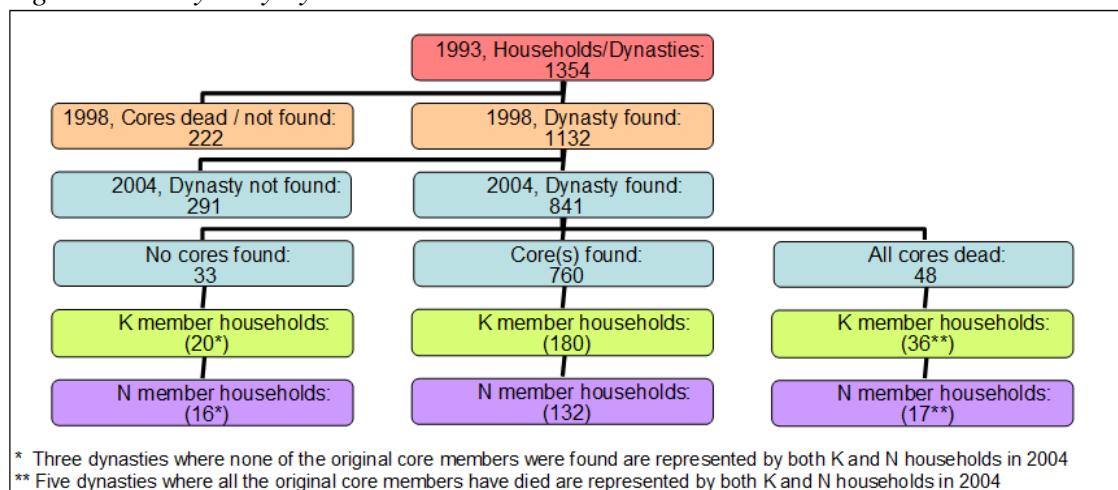 1993, Households/Dynasties:
1354
1998, Cores dead / not found:
222
1998, Dynasty found:
1132
2004, Dynasty not found:
291
2004, Dynasty found:
841
No cores found:
33
Core(s) found:
760
All cores dead:
48
K member households:
(20*)
K member households:
(180)
K member households:
(36**)
N member households:
(16*)
N member households:
(132)
N member households:
(17**)
* Three dynasties where none of the original core members were found are represented by both K and N households in 2004
** Five dynasties where all the original core members have died are represented by both K and N households in 2004